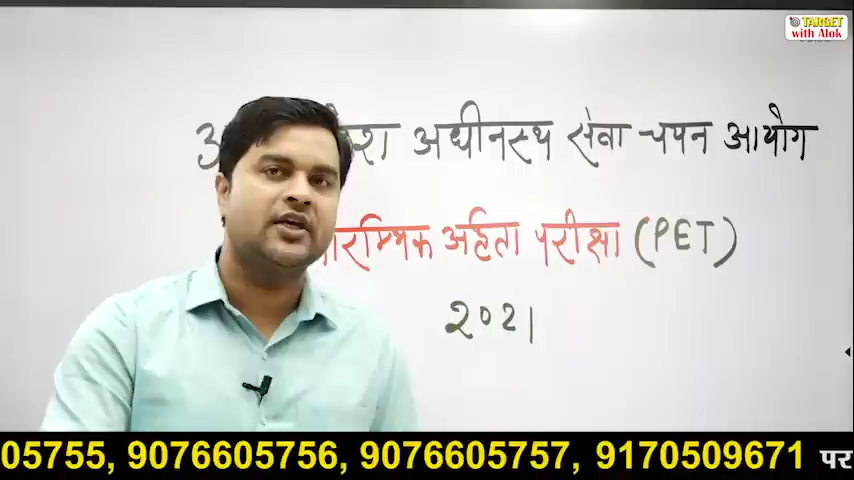 TARGET
with Alok
अधीनस्थ सेवा चयन आयोग
अर्हता परीक्षा (PET)
२०२१
05755, 9076605756, 9076605757, 9170509671 पर